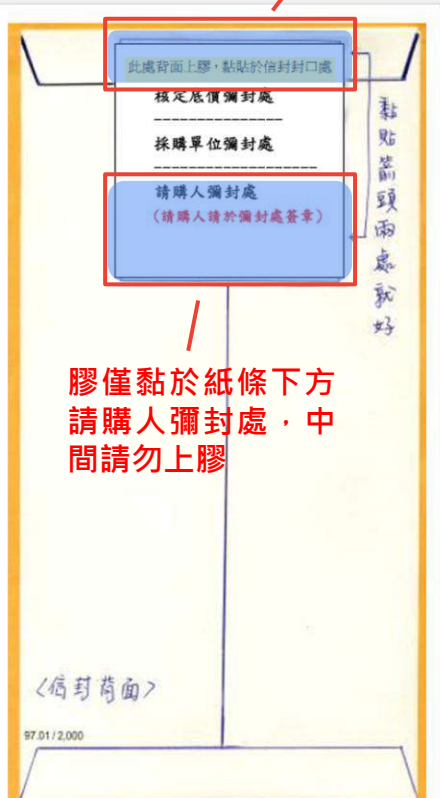 此處背面上膠，黏貼於信封封口處
核定底價彌封處
----------------
採購單位彌封處
--------------------
請購人彌封處
（請購人請於彌封處簽章）
黏貼箭頭兩處就好
膠僅黏於紙條下方
請購人彌封處，中
間請勿上膠
<信封背面>
97.01/2,000